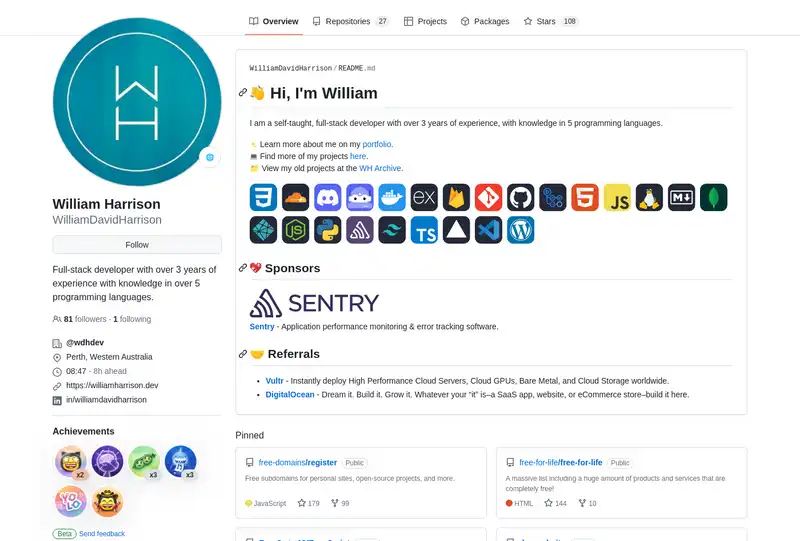 Overview
Repositories 27
Projects
Packages
Stars 108
WilliamDavidHarrison/README.md
👋 Hi, I'm William
I am a self-taught, full-stack developer with over 3 years of experience, with knowledge in 5 programming languages.
Learn more about me on my portfolio.
💻 Find more of my projects here.
📁 View my old projects at the WH Archive.
ex
JS
M
JS
TS
💖 Sponsors
SENTRY
Sentry - Application performance monitoring & error tracking software.
🤝 Referrals
Vultr - Instantly deploy High Performance Cloud Servers, Cloud GPUs, Bare Metal, and Cloud Storage worldwide.
DigitalOcean - Dream it. Build it. Grow it. Whatever your “it” is–a SaaS app, website, or eCommerce store–build it here.
W
H
William Harrison
WilliamDavidHarrison
Follow
Full-stack developer with over 3 years of
experience with knowledge in over 5
programming languages.
81 followers · 1 following
@wdhdev
Perth, Western Australia
08:47 - 8h ahead
https://williamharrison.dev
in/williamdavidharrison
Achievements
x2
x3
x3
YOLO
Beta Send feedback
Pinned
free-domains/register Public
Free subdomains for personal sites, open-source projects, and more.
JavaScript 179 99
free-for-life/free-for-life Public
A massive list including a huge amount of products and services that are
completely free!
HTML 144 10